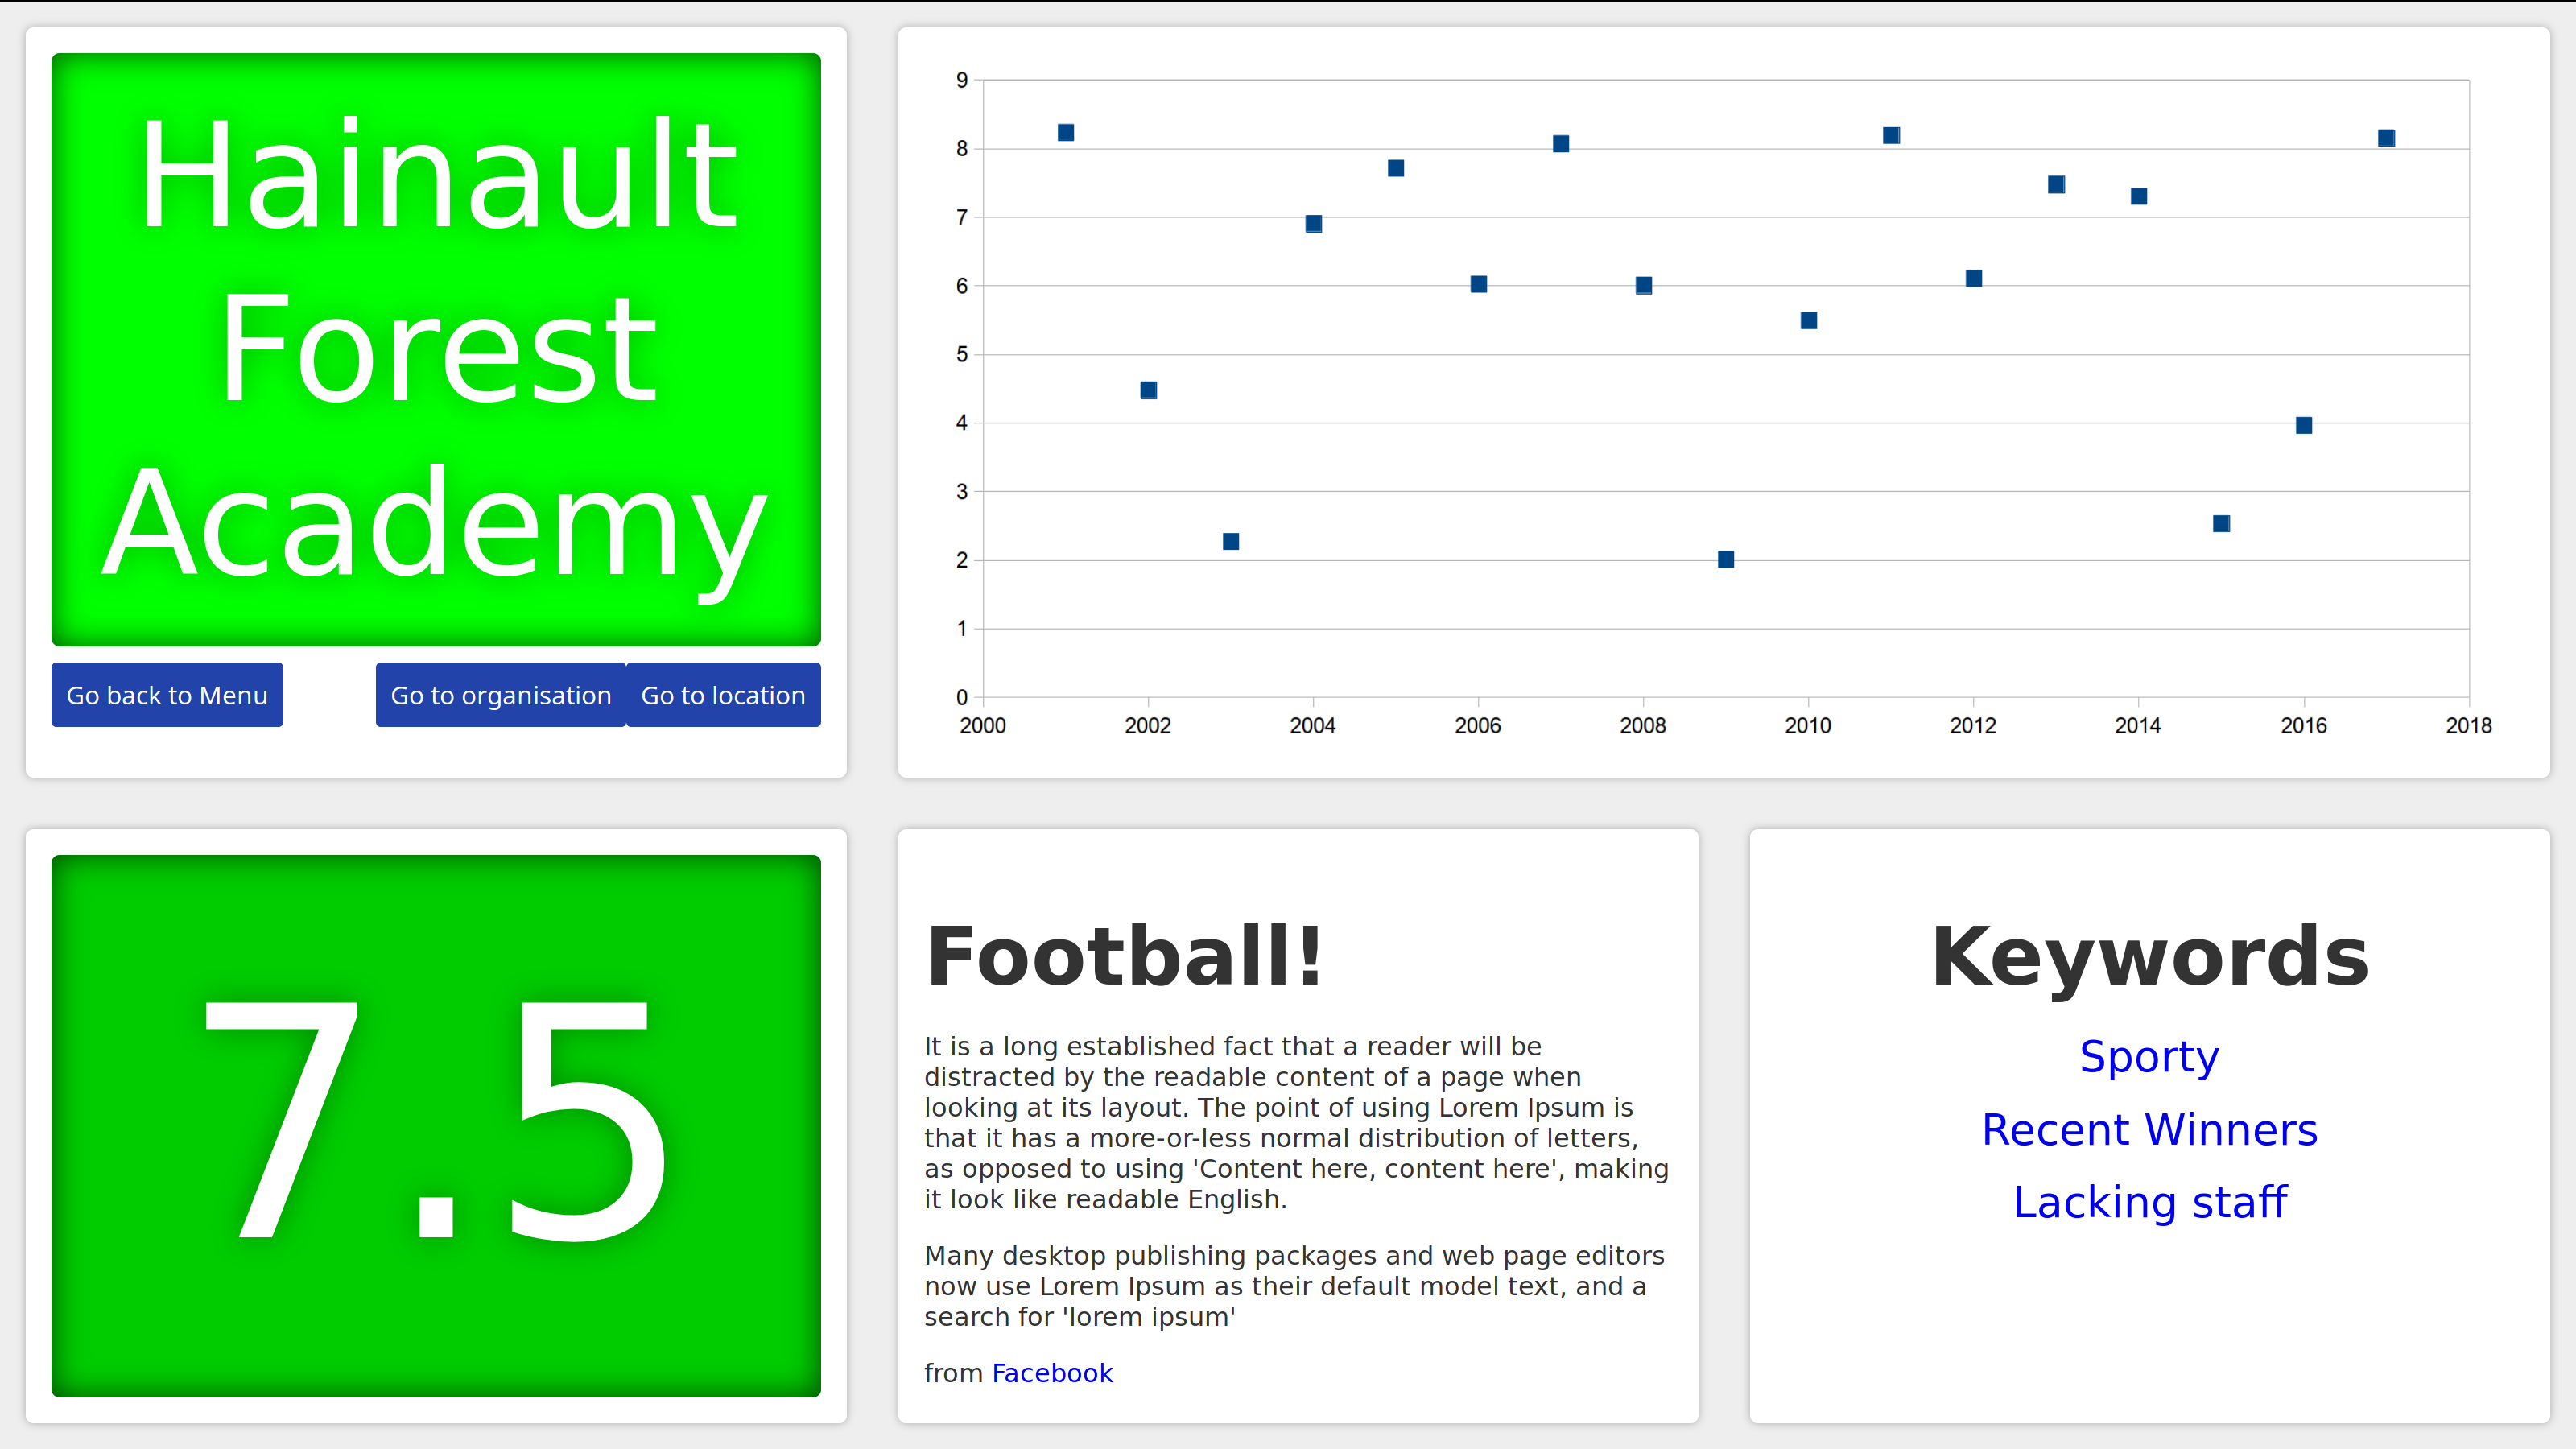 Hainault
Forest
Academy
Go back to Menu
Go to organisation
Go to location
9
8
7
6
5
4
3
2
1
0
2000
2002
2004
2006
2008
2010
2012
2014
2016
2018
7.5
Football!
It is a long established fact that a reader will be
distracted by the readable content of a page when
looking at its layout. The point of using Lorem Ipsum is
that it has a more-or-less normal distribution of letters,
as opposed to using 'Content here, content here', making
it look like readable English.
Many desktop publishing packages and web page editors
now use Lorem Ipsum as their default model text, and a
search for 'lorem ipsum'
from Facebook
Keywords
Sporty
Recent Winners
Lacking staff